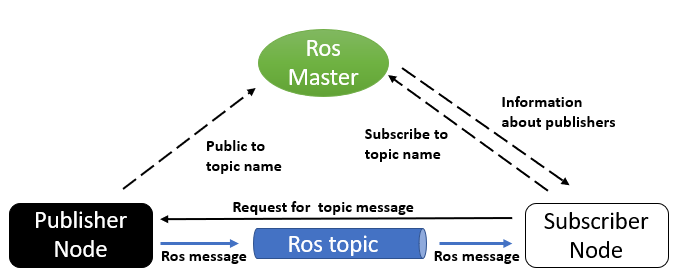 Ros
Master
Information
about publishers
Subscribe to
topic name
Public to
topic name
Request for  topic message
Publisher
Node
Ros topic
Subscriber
Node
Ros message
Ros message